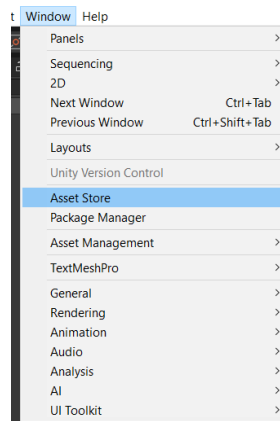 t Window Help
Panels
Sequencing
2D
Next Window Ctrl+Tab
Previous Window Ctrl+Shift+Tab
Layouts
Unity Version Control
Asset Store
Package Manager
Asset Management
TextMeshPro
General
Rendering
Animation
Audio
Analysis
AI
UI Toolkit